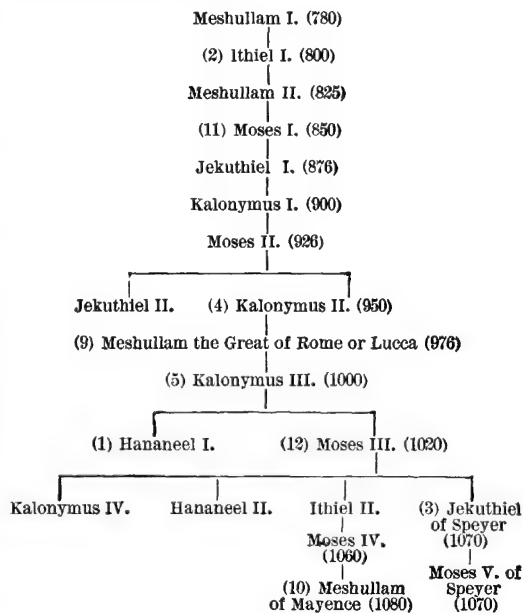 Meshullam I. (780)
(2) Ithiel I. (800)
Meshullam II. (825)
(11) Moses I. (850)
Jekuthiel I. (876)
Kalonymus I. (900)
Moses II. (926)
Jekuthiel II. (4) Kalonymus II. (950)
(9) Meshullam the Great of Rome or Lucca (976)
(5) Kalonymus III. (1000)
(1) Hananeel I. (12) Moses III. (1020)
Kalonymus IV. Hananeel II. Ithiel II. (3) Jekuthiel
of Speyer
Moses IV. (1070)
(1060)
Moses V. of
(10) Meshullam Speyer
of Mayence (1080) (1070)